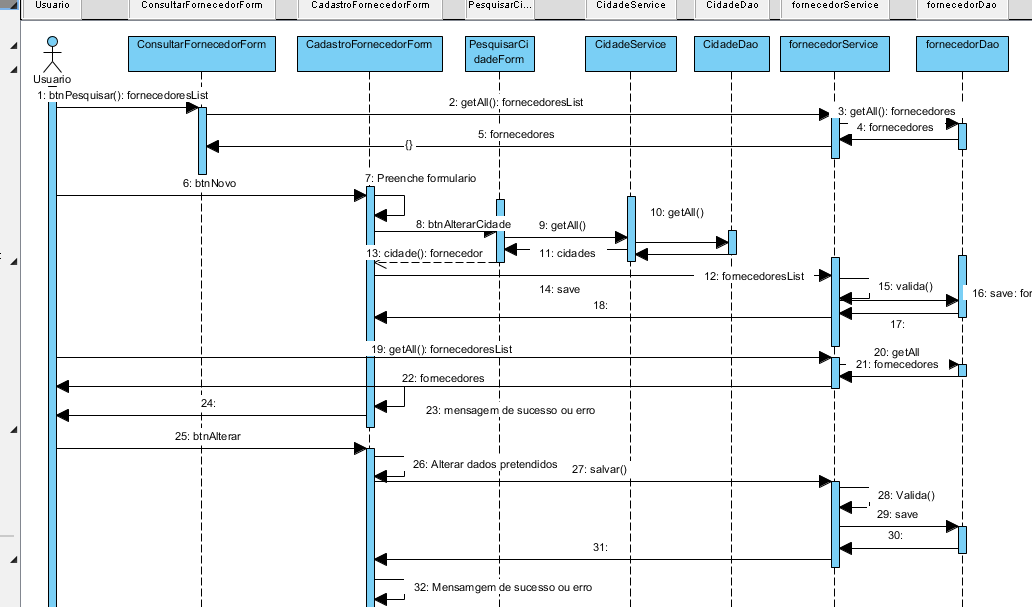 Usuario
ConsultarFornecedorForm
CadastroFornecedorForm
PesquisarCi...
CidadeService
CidadeDao
fornecedorService
fornecedorDao
ConsultarFornecedorForm
CadastroFornecedorForm
PesquisarCi
dadeForm
CidadeService
CidadeDao
fornecedorService
fornecedorDao
Usuario
1: btnPesquisar(): fornecedoresList
2: getAll(): fornecedoresList
3: getAll(): fornecedores
4: fornecedores
5: fornecedores
{}
6: btnNovo
7: Preenche formulario
8: btnAlterarCidade
9: getAll()
10: getAll()
11: cidades
13: cidade(): fornecedor
12: fornecedoresList
14: save
15: valida()
16: save: for
17:
18:
19: getAll(): fornecedoresList
20: getAll
21: fornecedores
22: fornecedores
23: mensagem de sucesso ou erro
24:
25: btnAlterar
26: Alterar dados pretendidos
27: salvar()
28: Valida()
29: save
30:
31:
32: Mensamgem de sucesso ou erro